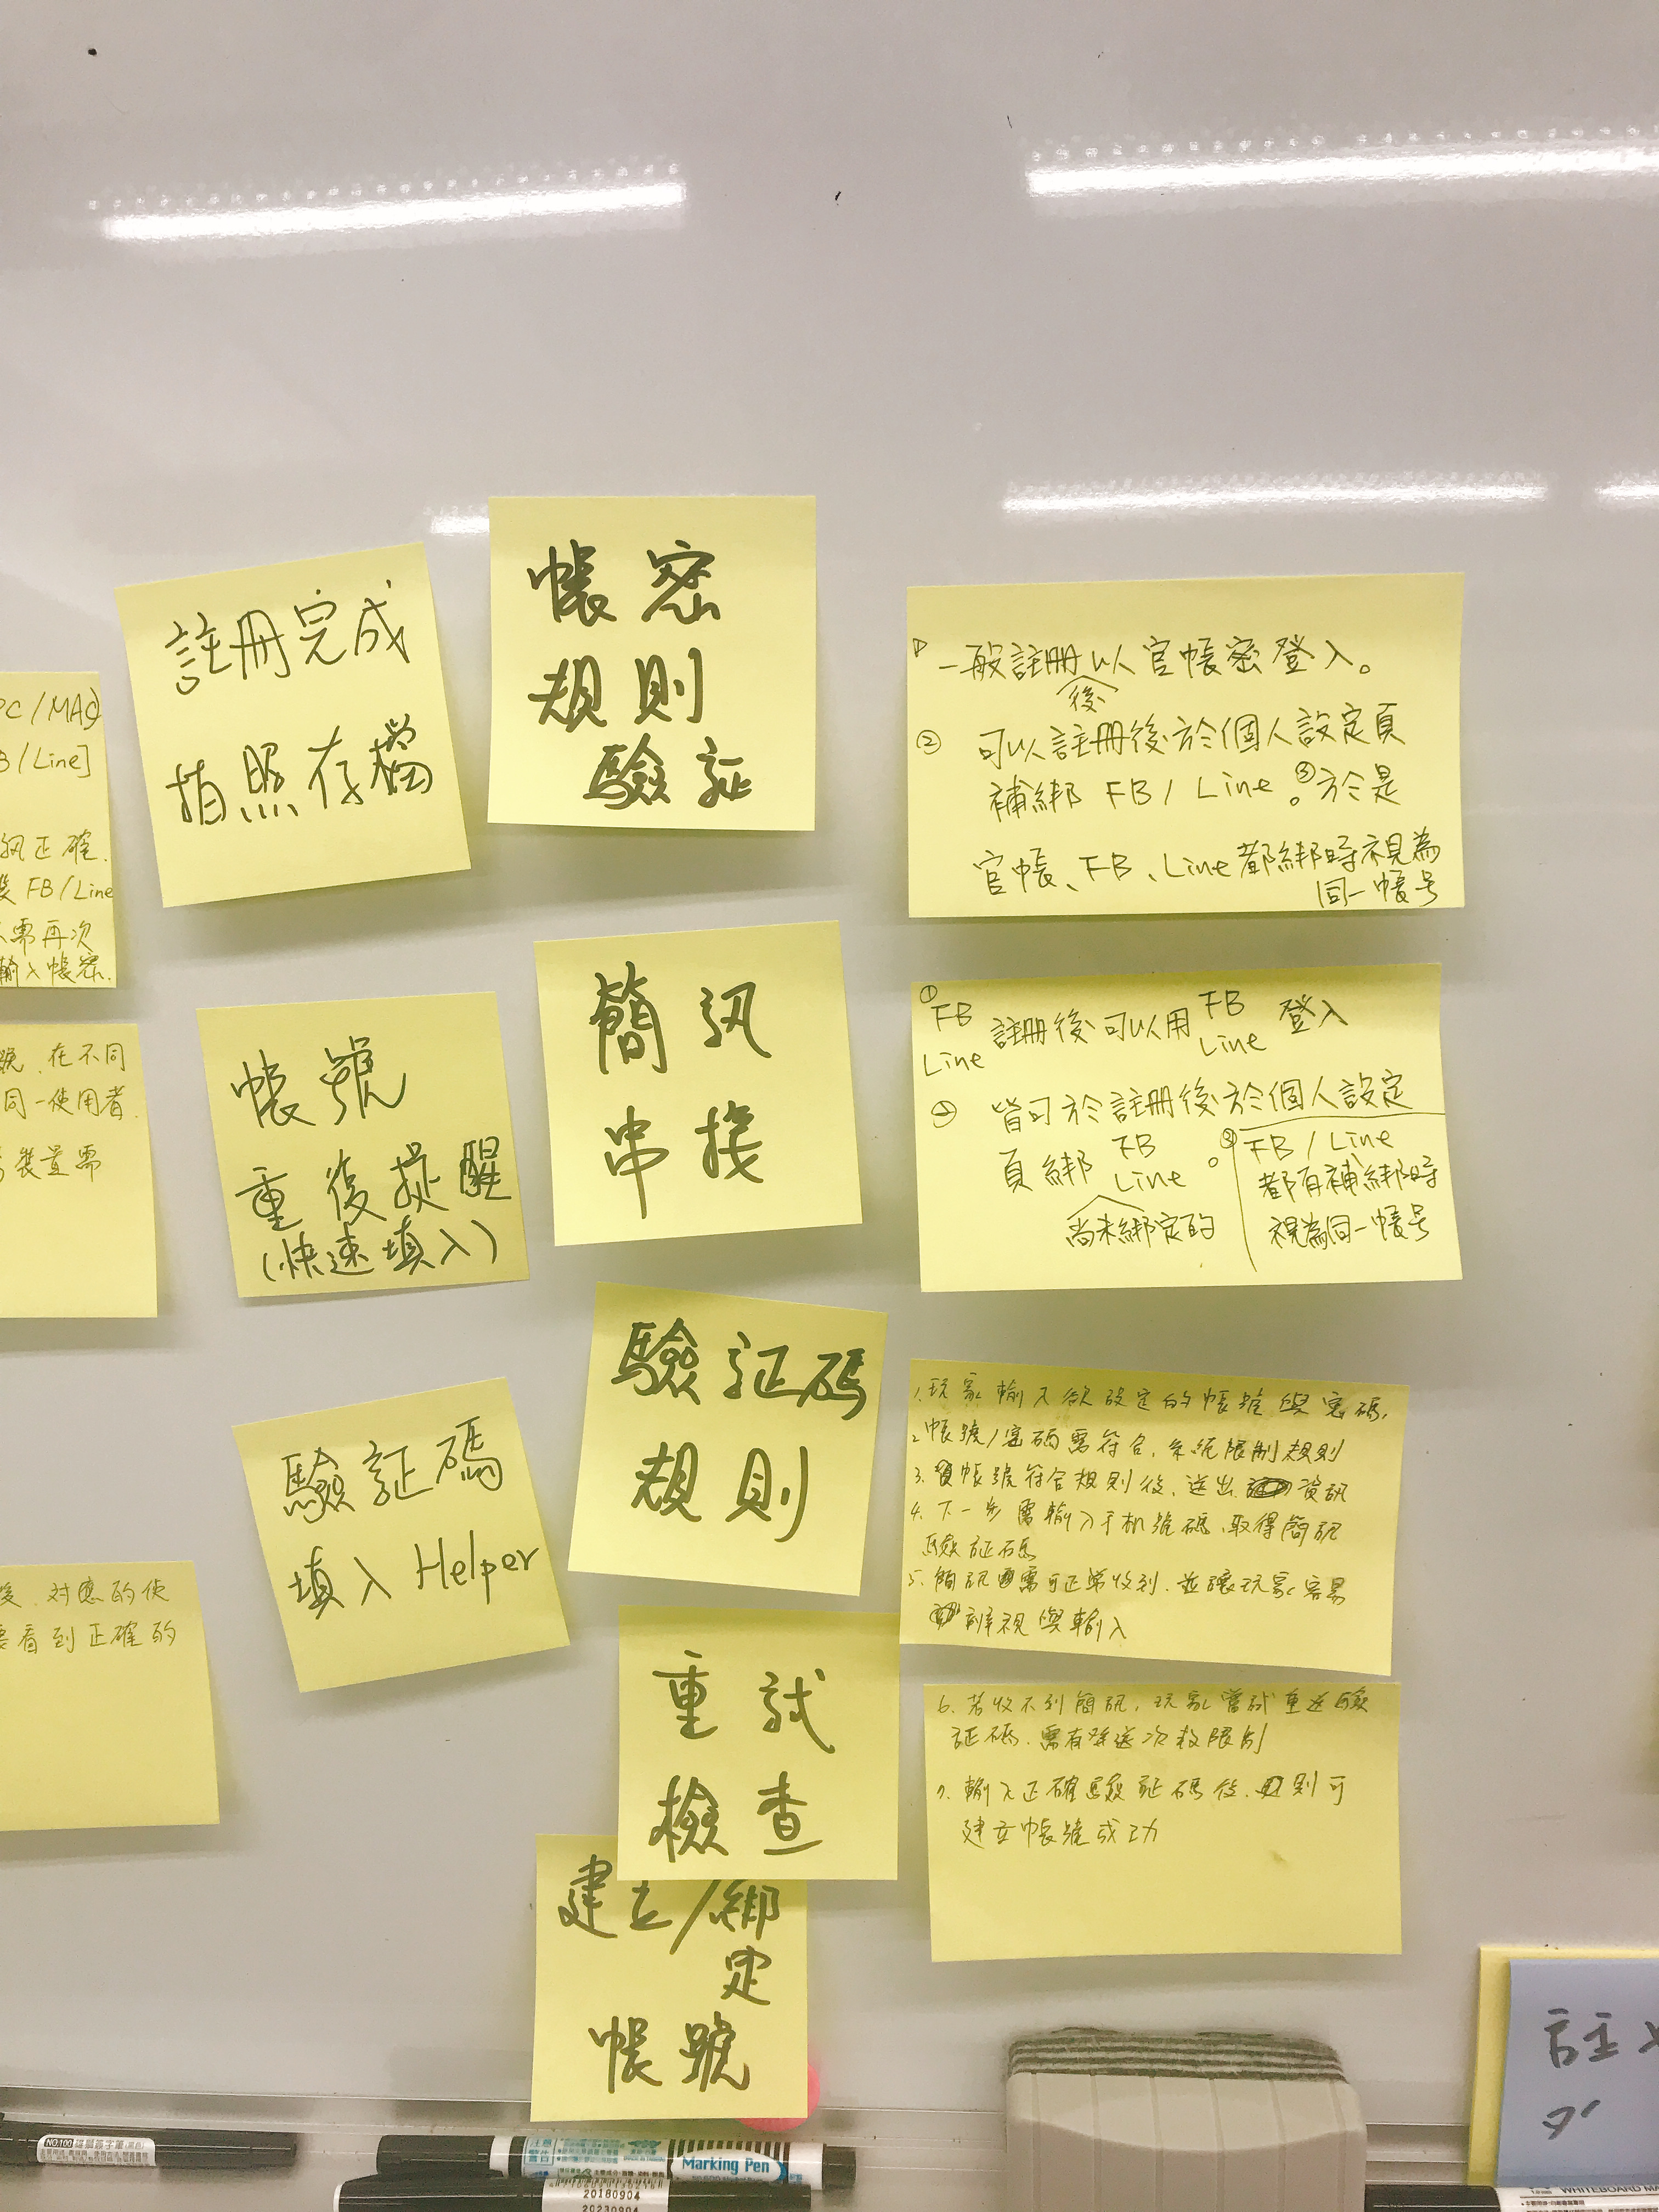 PC/MAC)
B/Line]
訊正確.
FB/Line
需再次
輸入帳密.
號、在不同
同一使用者.
裝置需
後、対應的使
看到正確的
註冊完成
拍照存檔
帳號
重複提醒
(快速填入)
驗証碼
填入 Helper
帳密
規則
驗証
簡訊
串接
驗証碼
規則
重試
檢查
建立/綁
定
帳號
① 一般註冊後以官帳密登入。
② 可以註冊後於個人設定頁
補綁 FB / Line。③於是
官帳、FB、Line都綁時視為
同一帳号
① FB Line 註冊後可以用 FB Line 登入
② 皆可於註冊後於個人設定
頁綁 尚未綁定的 FB Line。
③ FB / Line
都有補綁時
視為同一帳号
1. 玩家輸入欲設定的帳號與密碼.
2. 帳號/密碼需符合.系統限制規則
3. 帳號符合規則後.送出 資訊
4. 下一步需輸入手机號碼.取得簡訊
驗証碼
5. 簡訊需可正常收到.並讓玩家容易
辨視與輸入
6. 若收不到簡訊.玩家嘗試重送驗
証碼.需有發送次数限制
7. 輸入正確驗証碼後.則可
建立帳號成功
註
NO.100
Marking Pen
20180904
20230904
WHITEBOARD MA